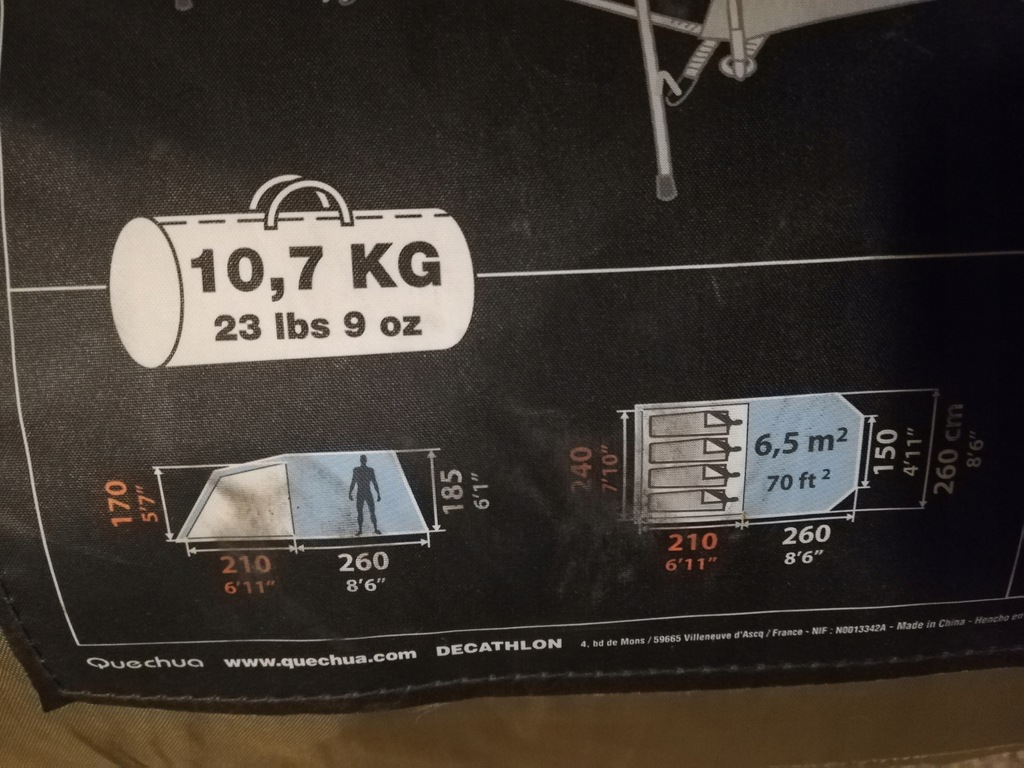 10,7 KG
23 lbs 9 oz
170
5'7"
210
6'11"
260
8'6"
185
6'1"
240
7'10"
6,5 m²
70 ft²
210
6'11"
260
8'6"
150
4'11"
260 cm
8'6"
Quechua www.quechua.com DECATHLON 4, bd de Mons / 59665 Villeneuve d'Ascq / France - NIF : N0013342A - Made in China - Hencho en